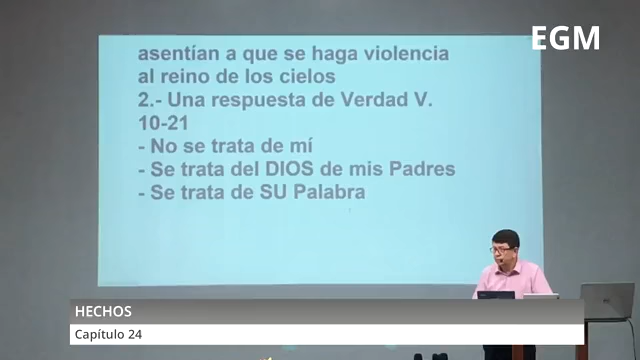 EGM
asentían a que se haga violencia
al reino de los cielos
2.- Una respuesta de Verdad V.
10-21
- No se trata de mí
- Se trata del DIOS de mis Padres
- Se trata de SU Palabra
HECHOS
Capítulo 24